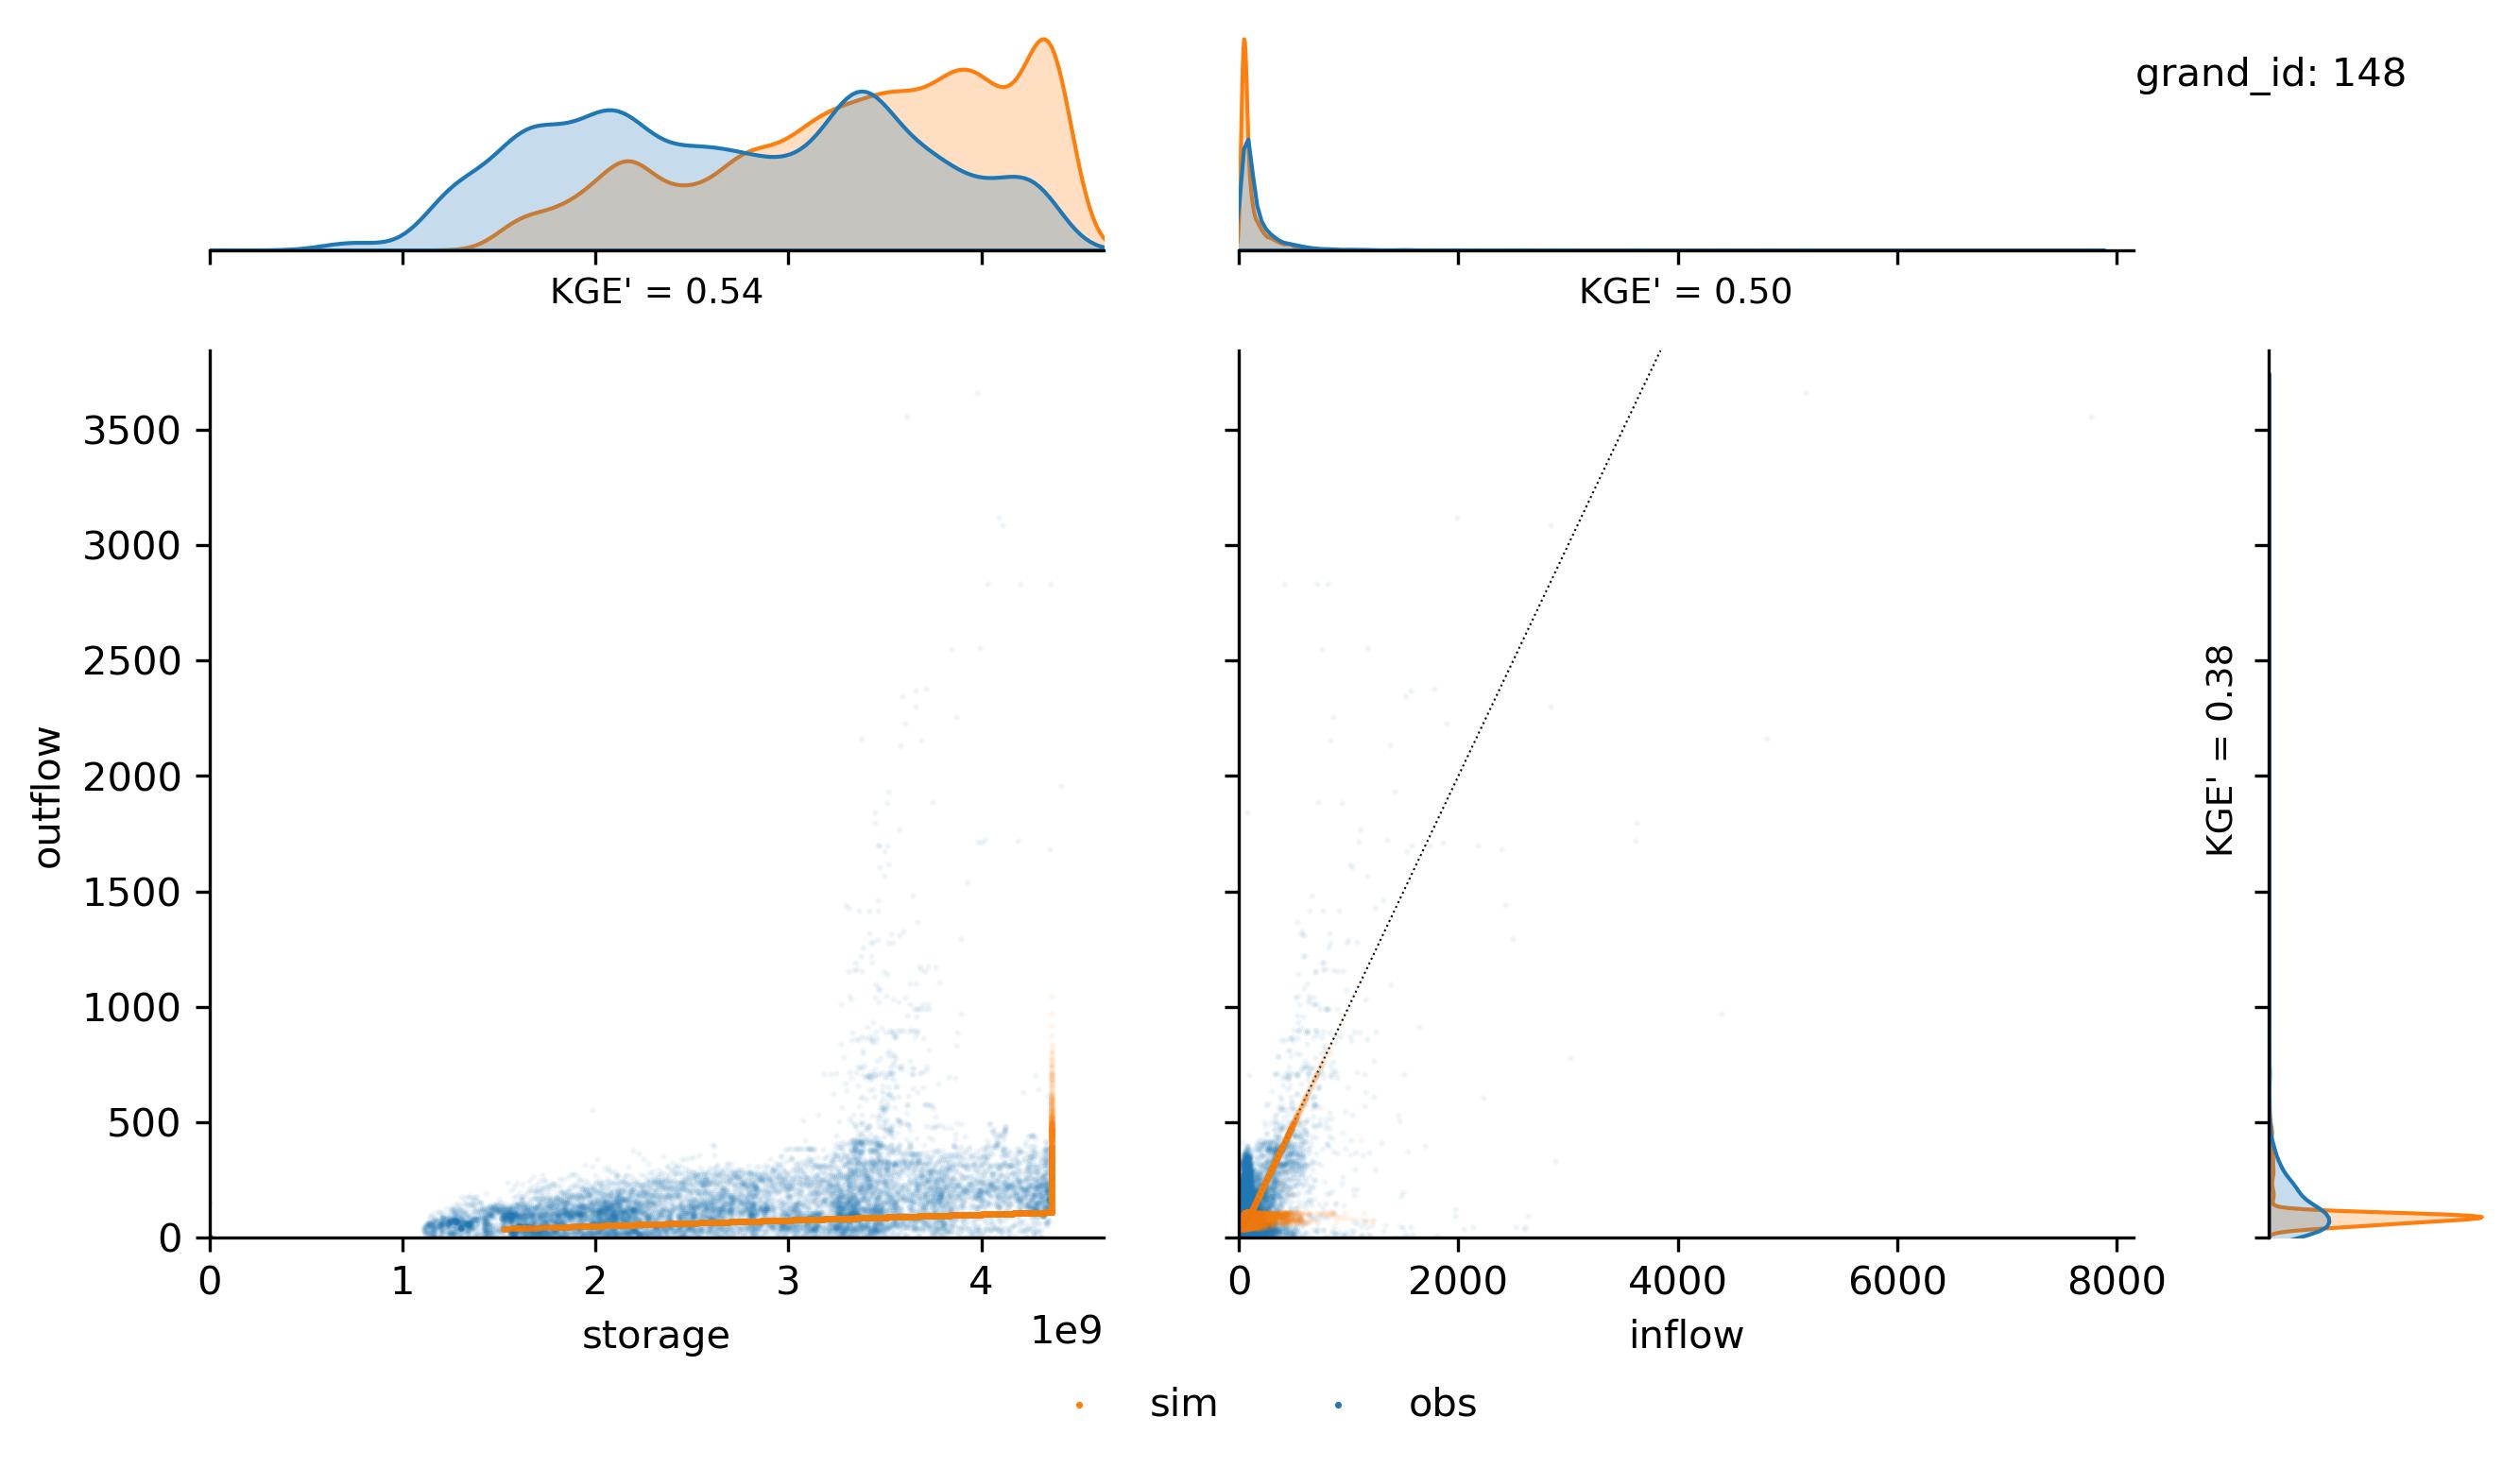 grand_id: 148
KGE' = 0.54
KGE' = 0.50
3500
3000
2500
2000
1500
1000
500
0
outflow
KGE' = 0.38
0 1 2 3 4
1e9
storage
0 2000 4000 6000 8000
inflow
sim obs